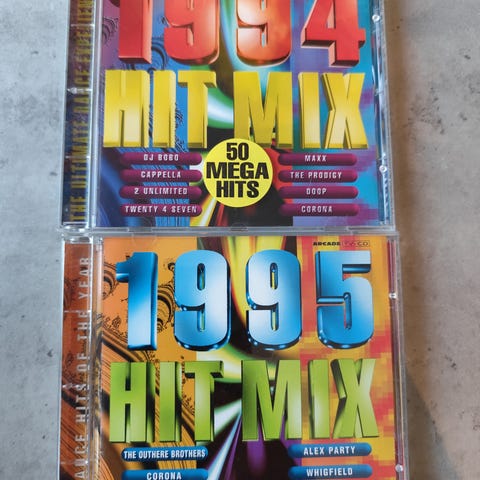 1994
HIT MIX
50
MEGA
HITS
DJ BOBO
CAPPELLA
2 UNLIMITED
TWENTY 4 SEVEN
MAXX
THE PRODIGY
DOOP
CORONA
THE ULTIMATE DANCE
ARCADE
1995
HIT MIX
THE OUTHERE BROTHERS
CORONA
ALEX PARTY
WHIGFIELD
DANCE HITS OF THE YEAR